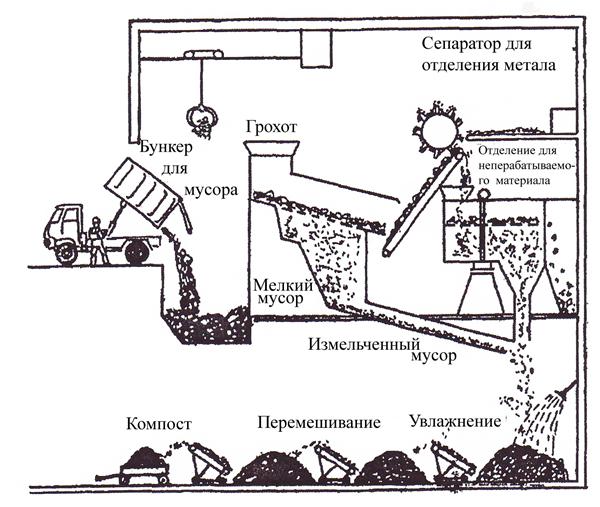 Сепаратор для
отделения метала
Грохот
Бункер
для
мусора
Отделение для
неперабатываемо-
го материала
Мелкий
мусор
Измельченный
мусор
Компост
Перемешивание
Увлажнение